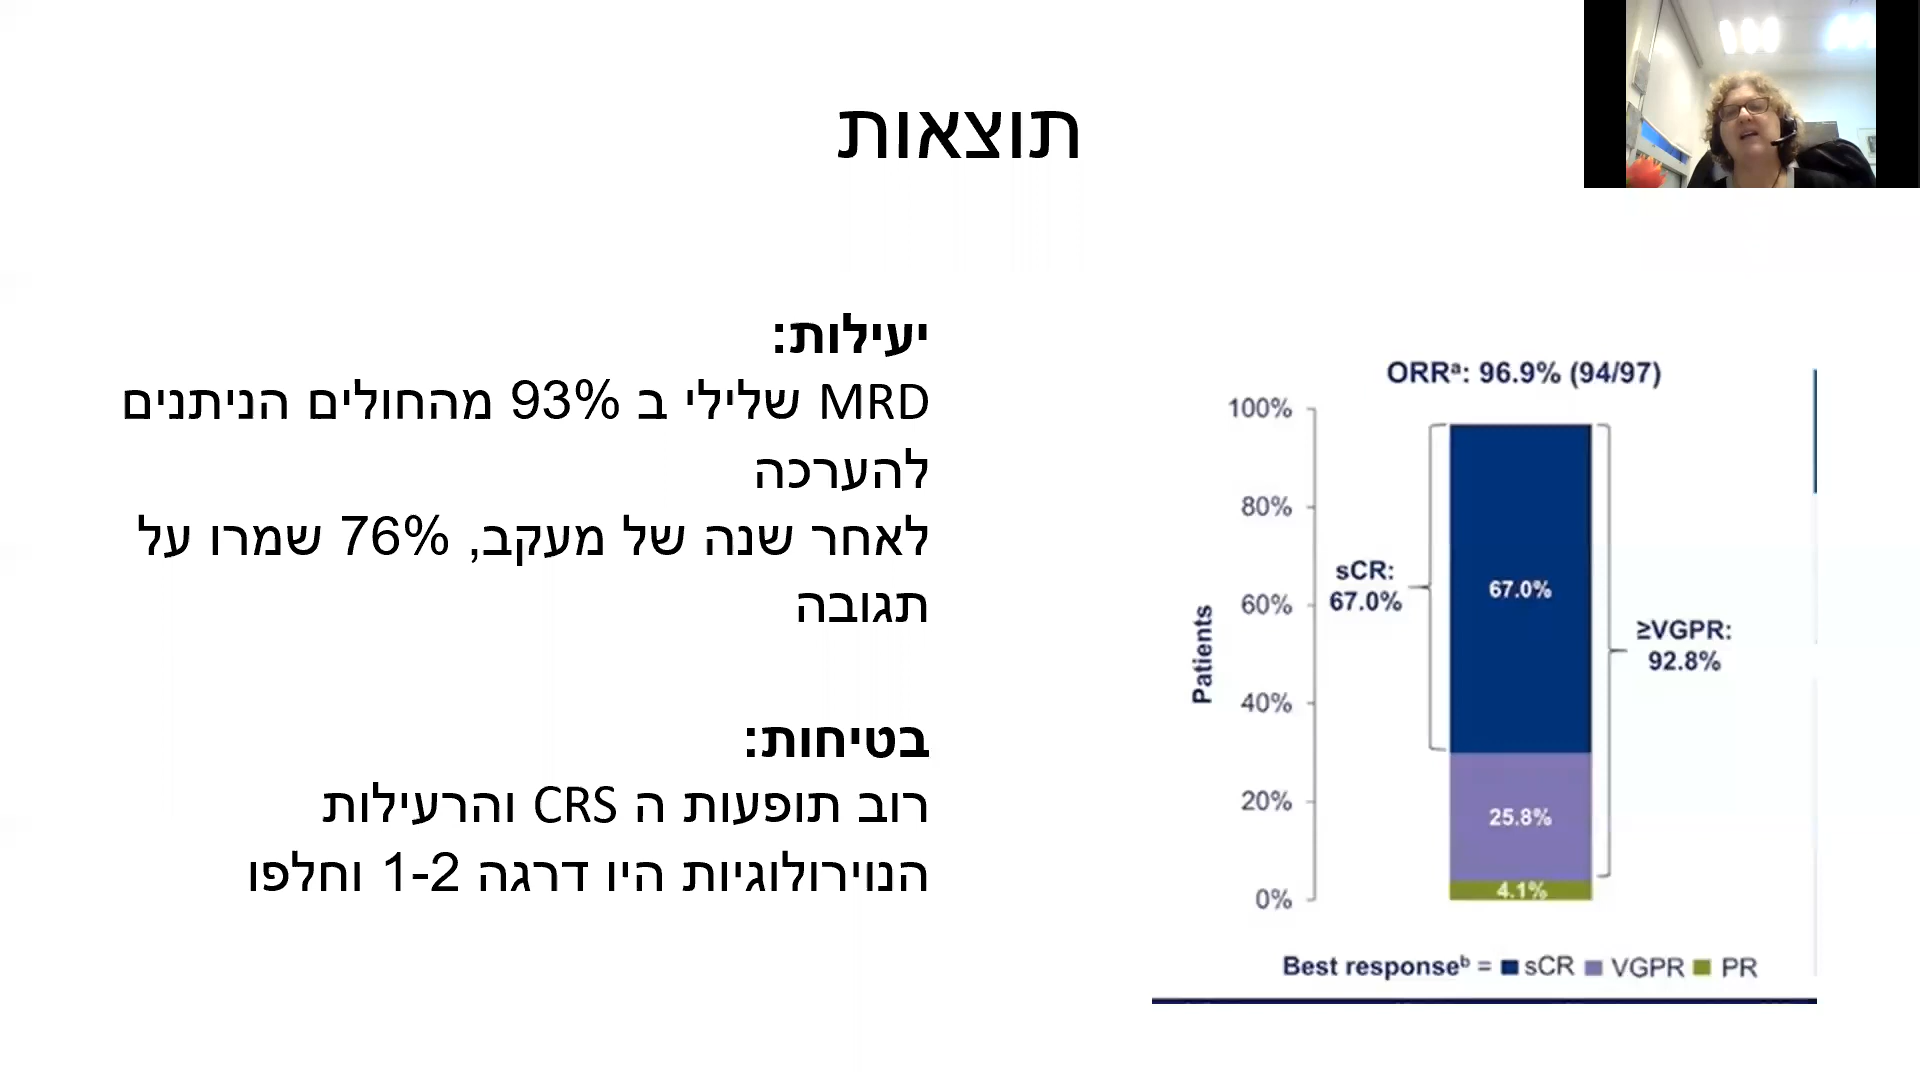 תוצאות
יעילות:
MRD שלילי ב 93% מהחולים הניתנים
להערכה
לאחר שנה של מעקב, 76% שמרו על
תגובה
בטיחות:
רוב תופעות ה CRS והרעילות
הנוירולוגיות היו דרגה 1-2 וחלפו
ORRᵃ: 96.9% (94/97)
100%
80%
60%
40%
20%
0%
Patients
sCR:
67.0%
67.0%
25.8%
4.1%
≥VGPR:
92.8%
Best responseᵇ = sCR VGPR PR